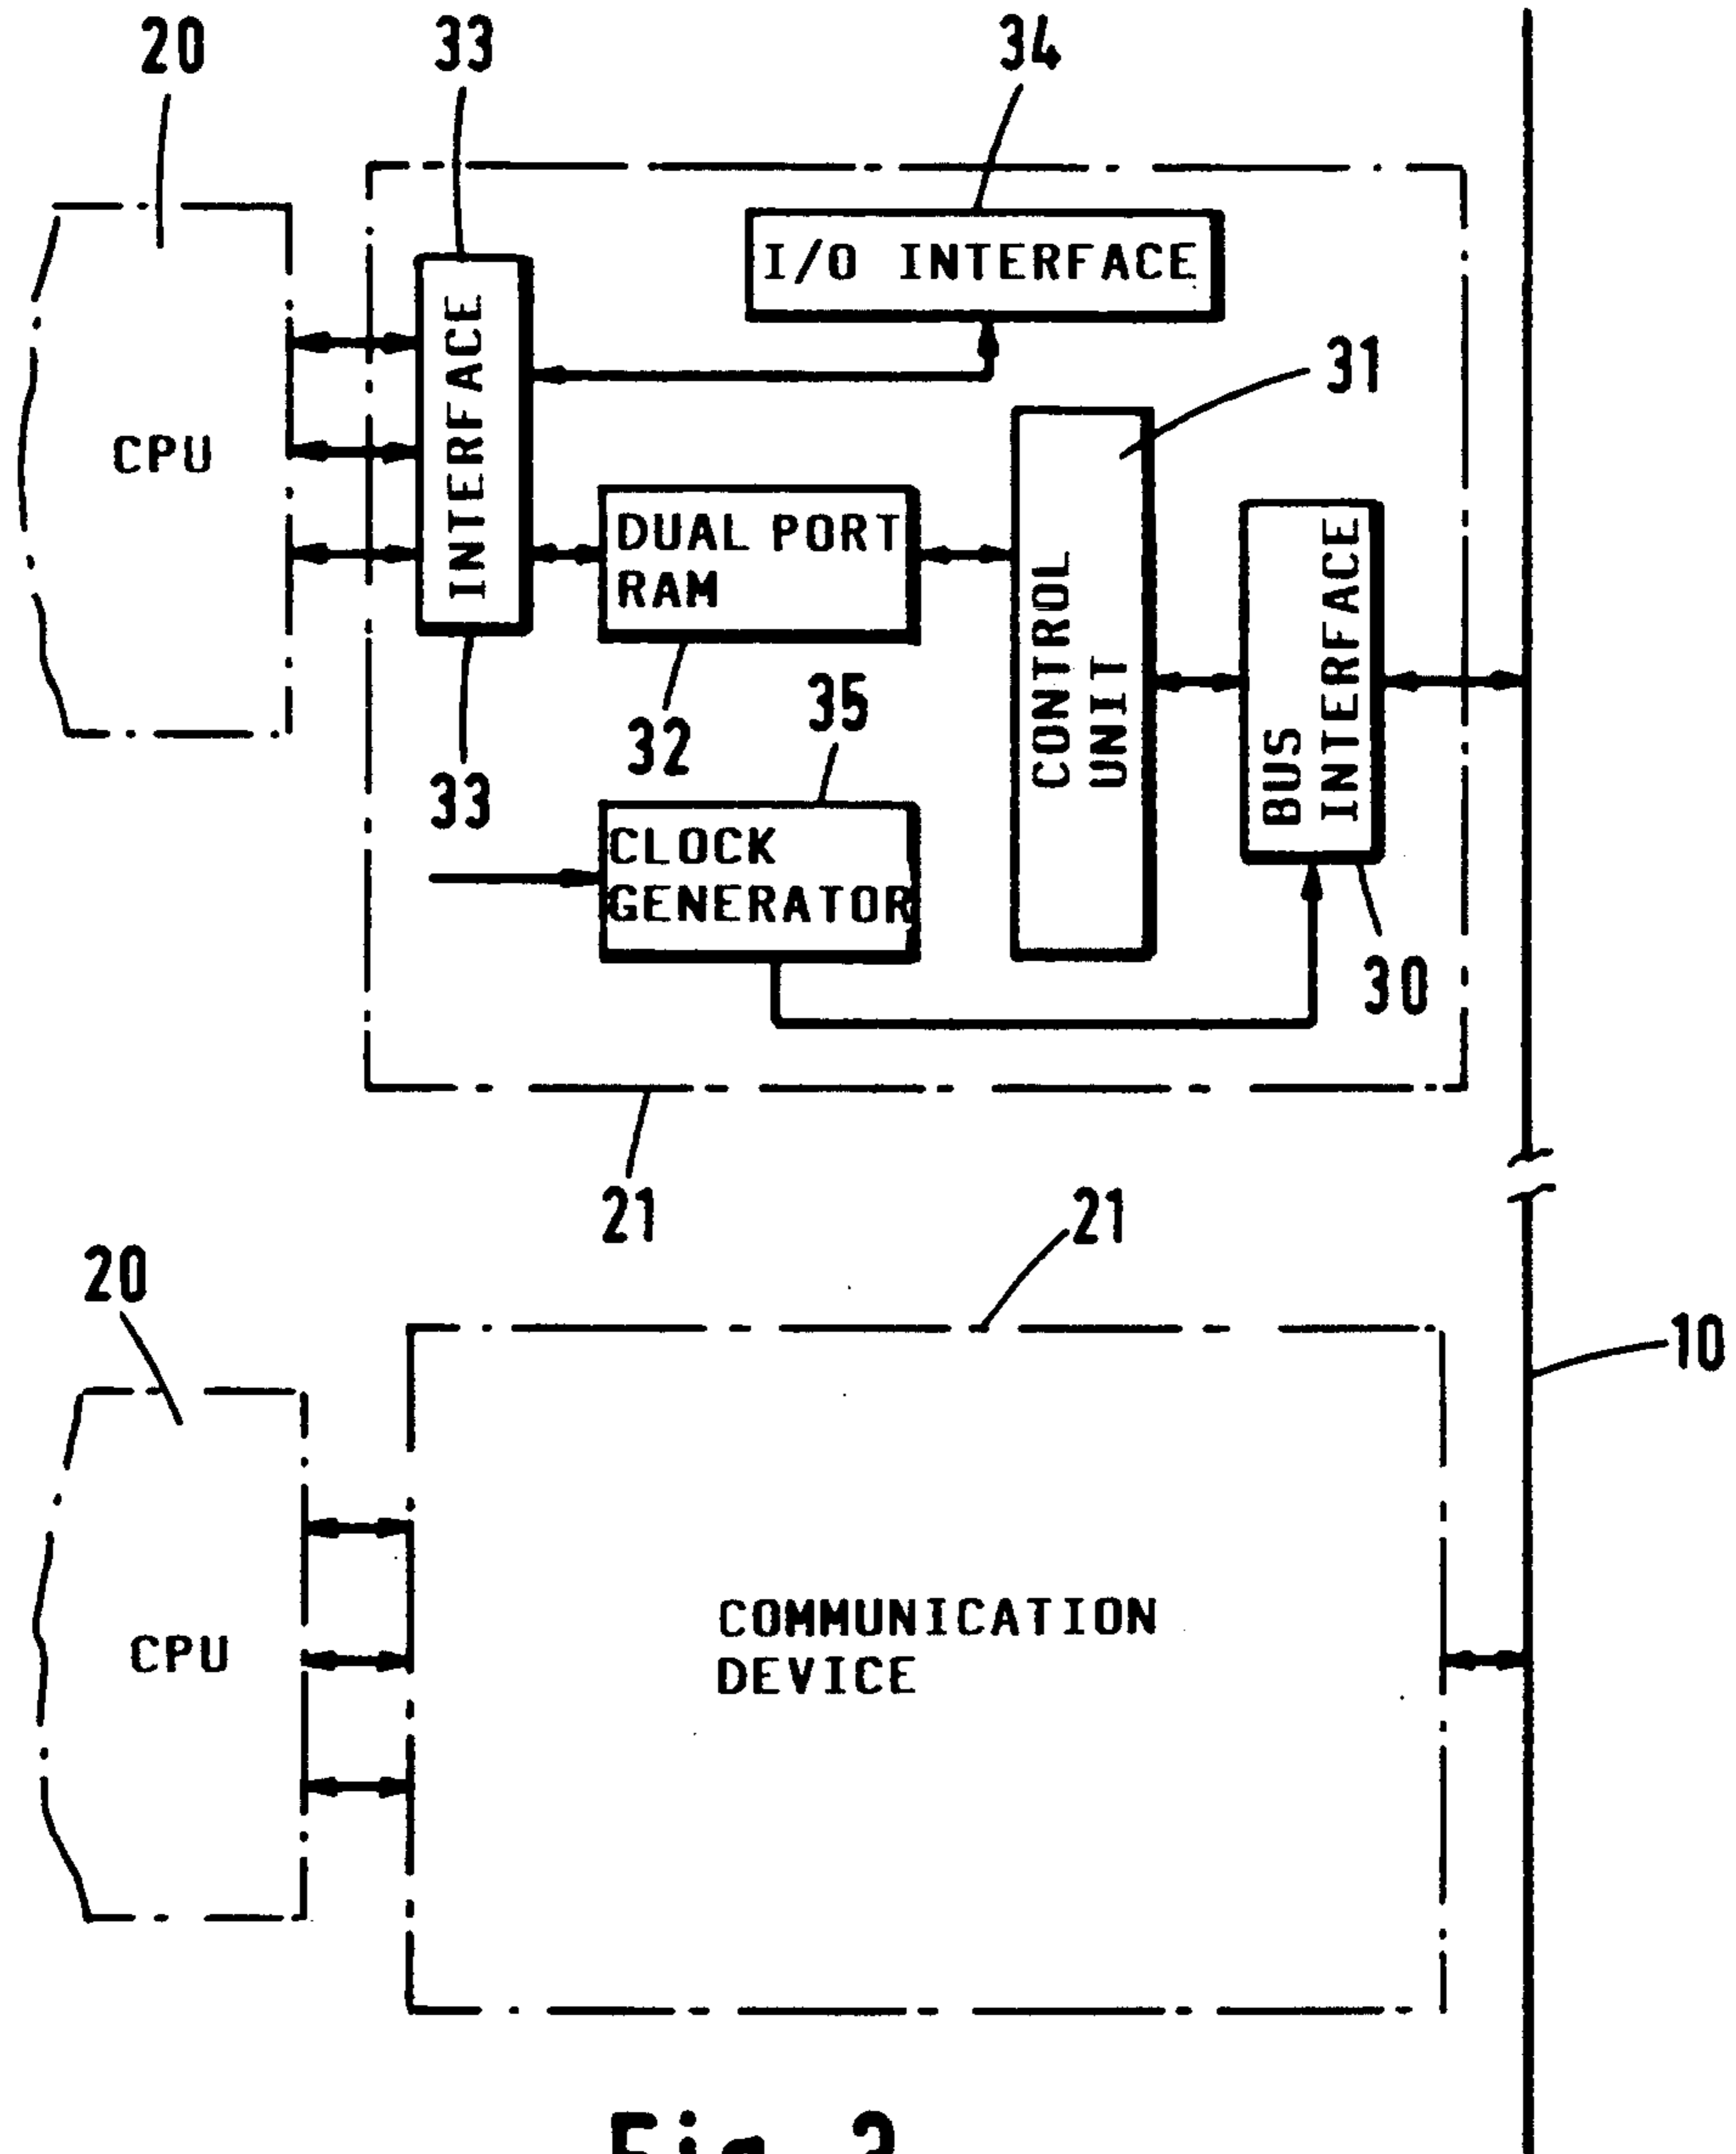 20
33
34
I/O INTERFACE
31
CPU
INTERFACE
DUAL PORT
RAM
CONTROL
UNIT
BUS
INTERFACE
32
35
33
CLOCK
GENERATOR
30
21
21
20
10
CPU
COMMUNICATION
DEVICE